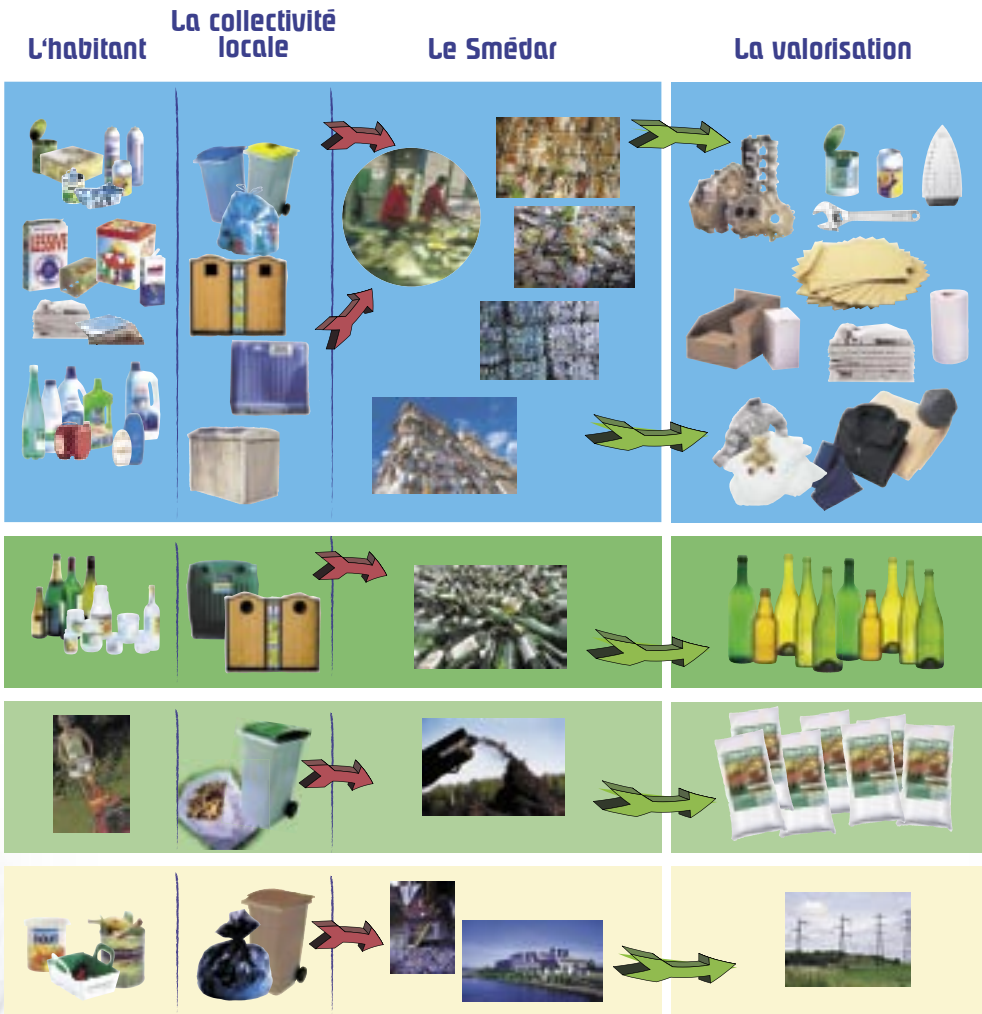 L'habitant
La collectivité
locale
Le Smédar
La valorisation
LESSIVE